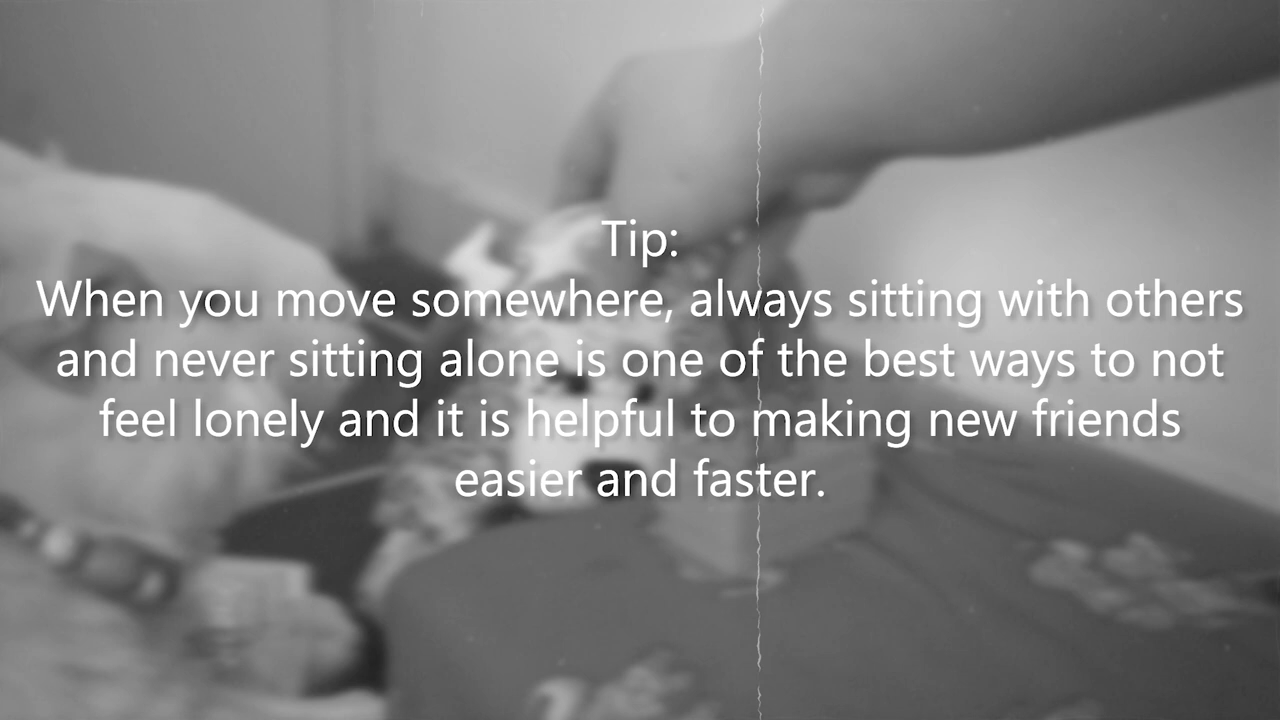 Tip:
When you move somewhere, always sitting with others
and never sitting alone is one of the best ways to not
feel lonely and it is helpful to making new friends
easier and faster.